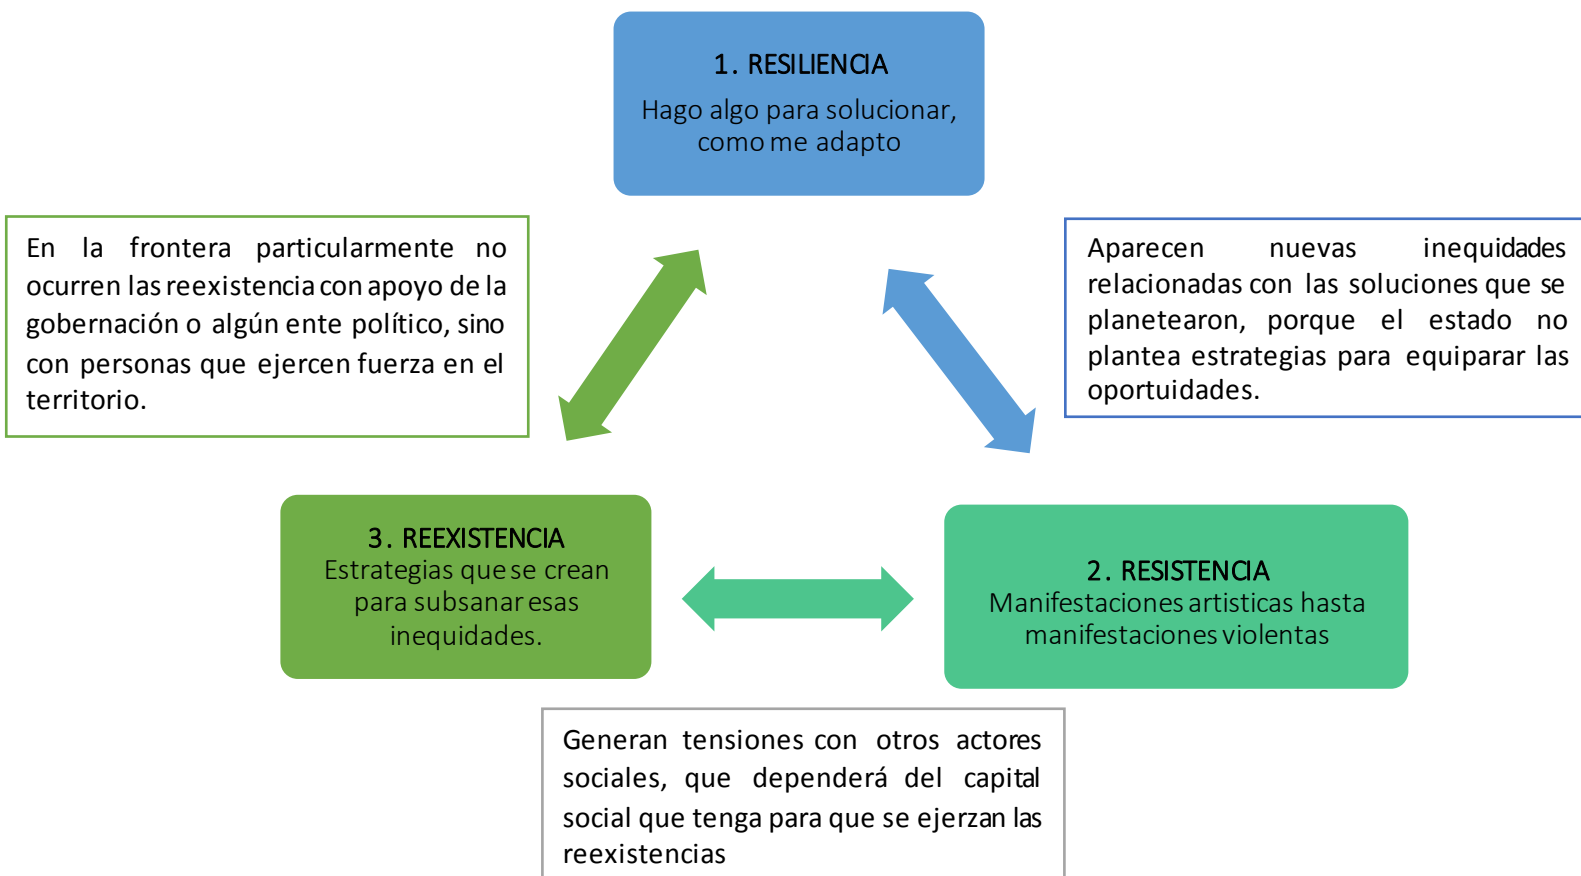 1. RESILIENCIA
Hago algo para solucionar,
como me adapto
En la frontera particularmente no
ocurren las reexistencia con apoyo de la
gobernación o algún ente político, sino
con personas que ejercen fuerza en el
territorio.
Aparecen nuevas inequidades
relacionadas con las soluciones que se
planetearon, porque el estado no
plantea estrategias para equiparar las
oportuidades.
3. REEXISTENCIA
Estrategias que se crean
para subsanar esas
inequidades.
2. RESISTENCIA
Manifestaciones artisticas hasta
manifestaciones violentas
Generan tensiones con otros actores
sociales, que dependerá del capital
social que tenga para que se ejerzan las
reexistencias